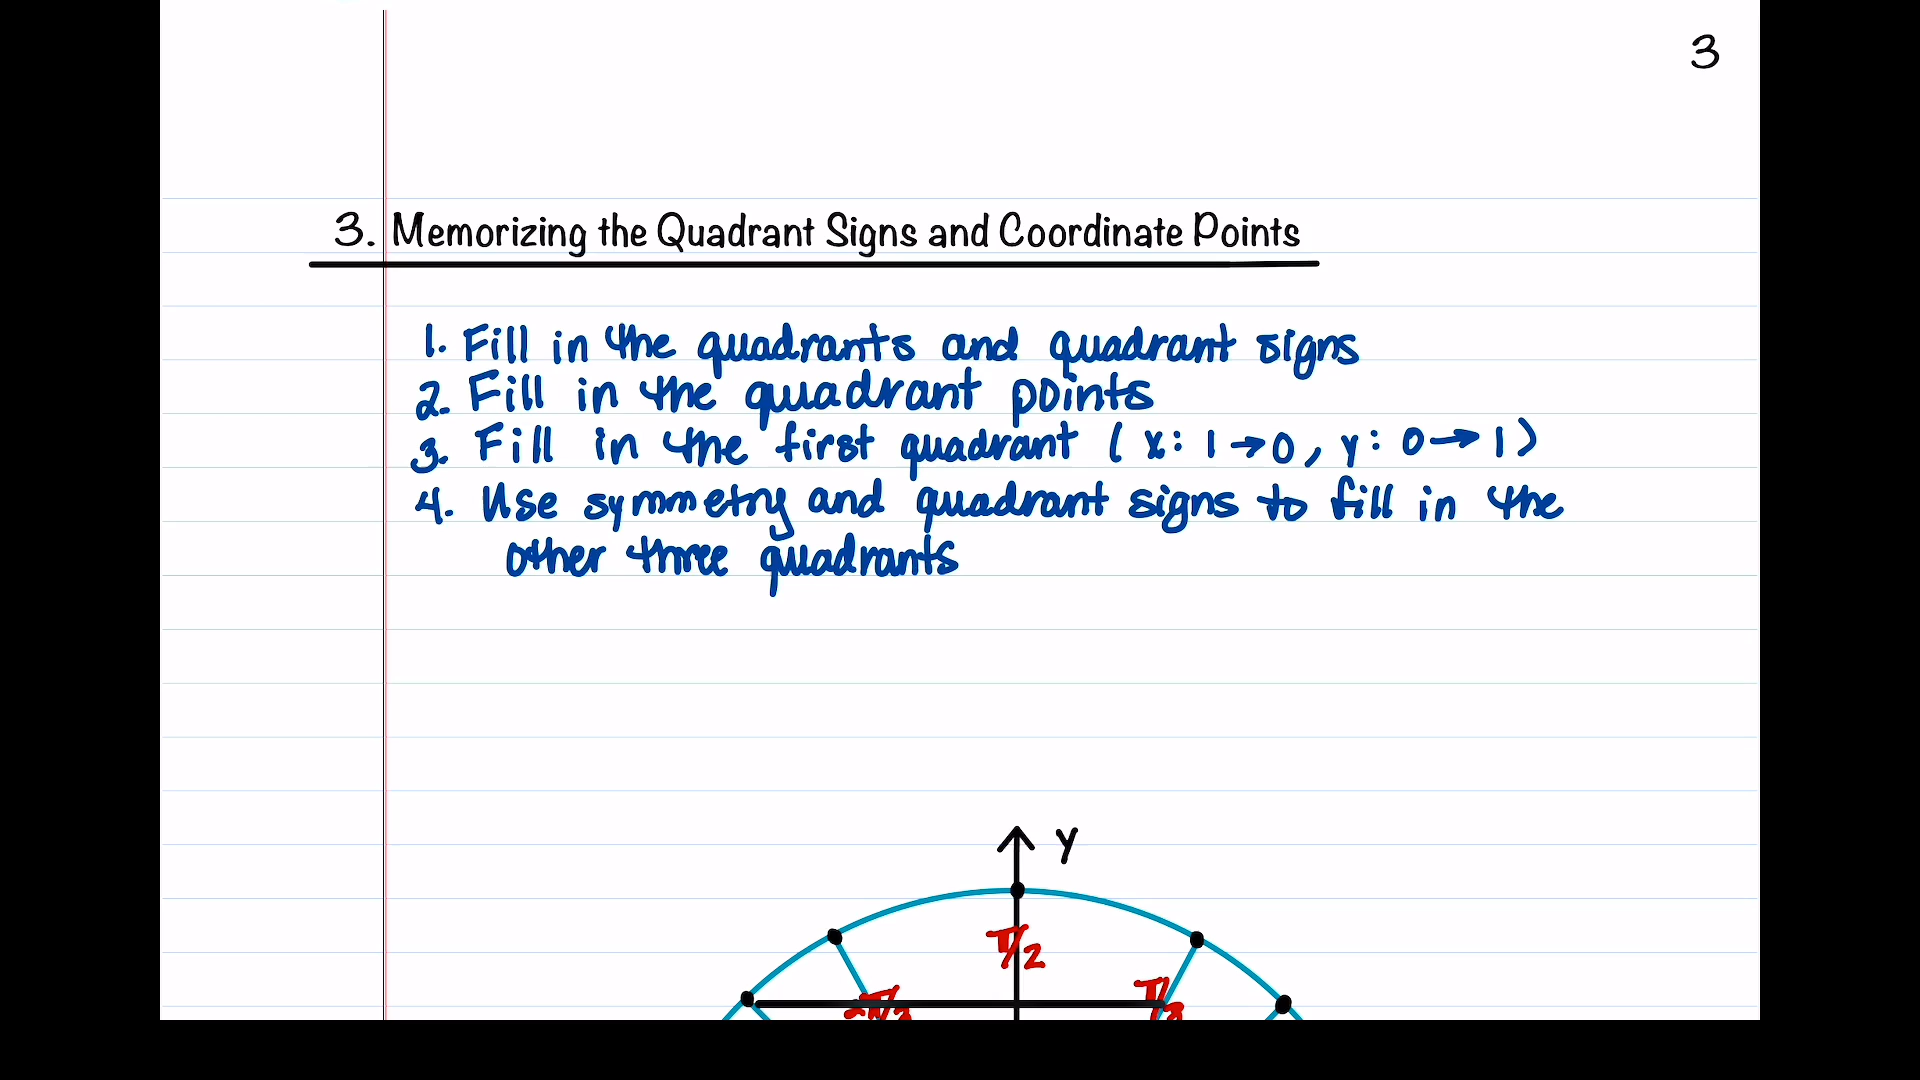 3
3. Memorizing the Quadrant Signs and Coordinate Points
1. Fill in the quadrants and quadrant signs
2. Fill in the quadrant points
3. Fill in the first quadrant (x: 1→0, y: 0→1)
4. Use symmetry and quadrant signs to fill in the
other three quadrants
y
π/2